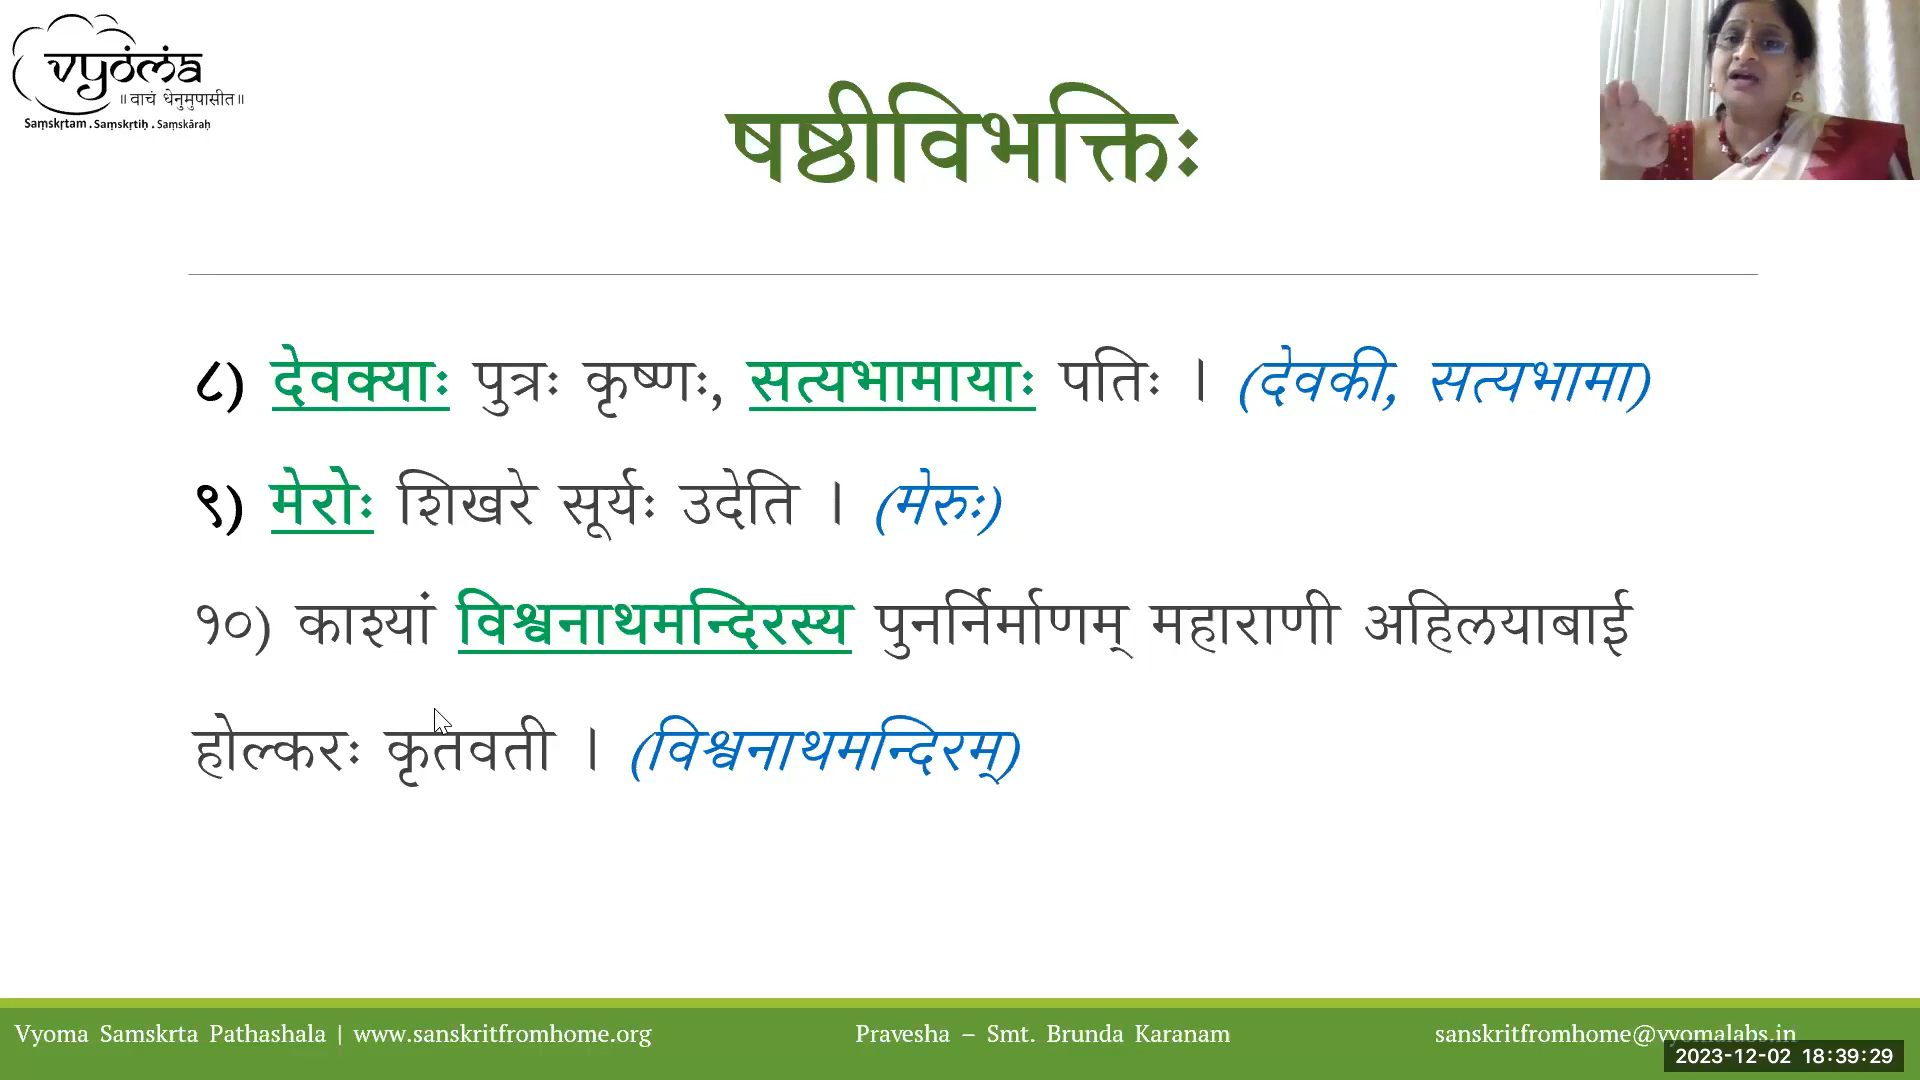 vyoma
॥वाचं धेनुमुपासीत॥
Saṃskṛtam . Saṃskṛtiḥ . Saṃskāraḥ
षष्ठीविभक्तिः
८) देवक्याः पुत्रः कृष्णः, सत्यभामायाः पतिः । (देवकी, सत्यभामा)
९) मेरोः शिखरे सूर्यः उदेति । (मेरुः)
१०) काश्यां विश्वनाथमन्दिरस्य पुनर्निर्माणम् महाराणी अहिलयाबाई
होल्करः कृतवती । (विश्वनाथमन्दिरम्)
Vyoma Samskrta Pathashala | www.sanskritfromhome.org Pravesha – Smt. Brunda Karanam sanskritfromhome@vyomalabs.in
2023-12-02 18:39:29